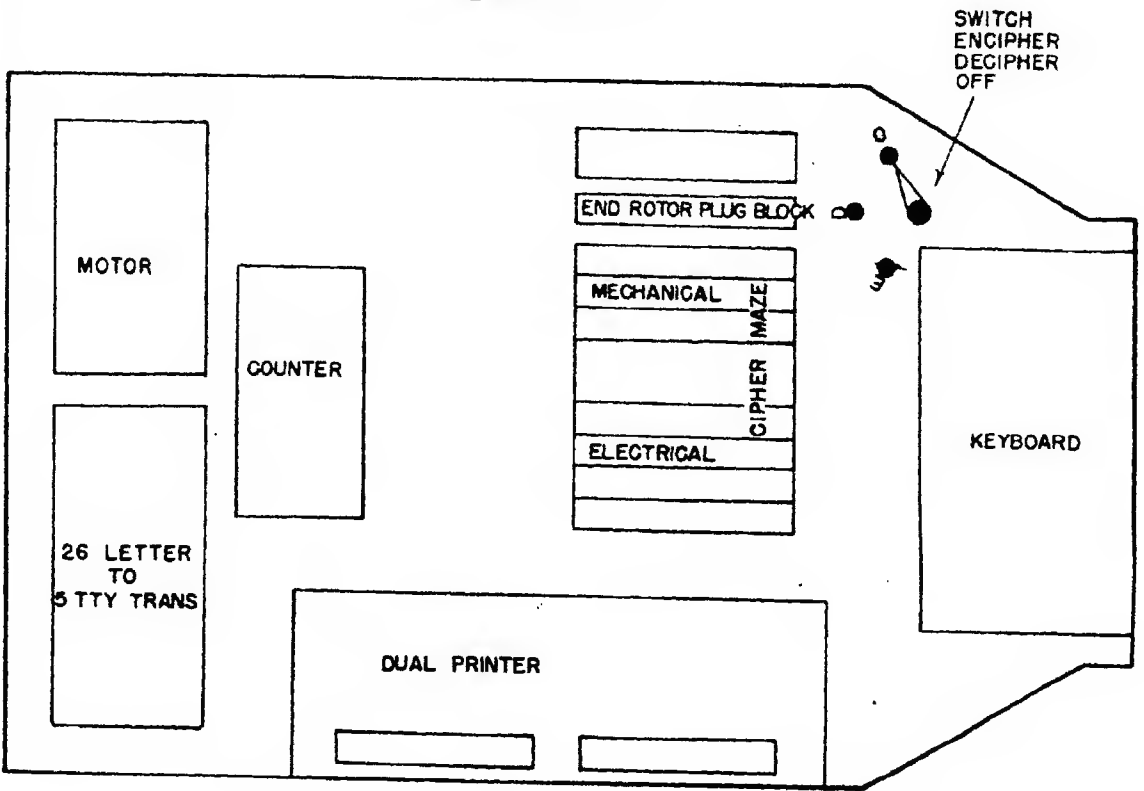 SWITCH
ENCIPHER
DECIPHER
OFF
O
END ROTOR PLUG BLOCK D
E
MOTOR
MECHANICAL
CIPHER MAZE
COUNTER
ELECTRICAL
KEYBOARD
26 LETTER
TO
5 TTY TRANS
DUAL PRINTER